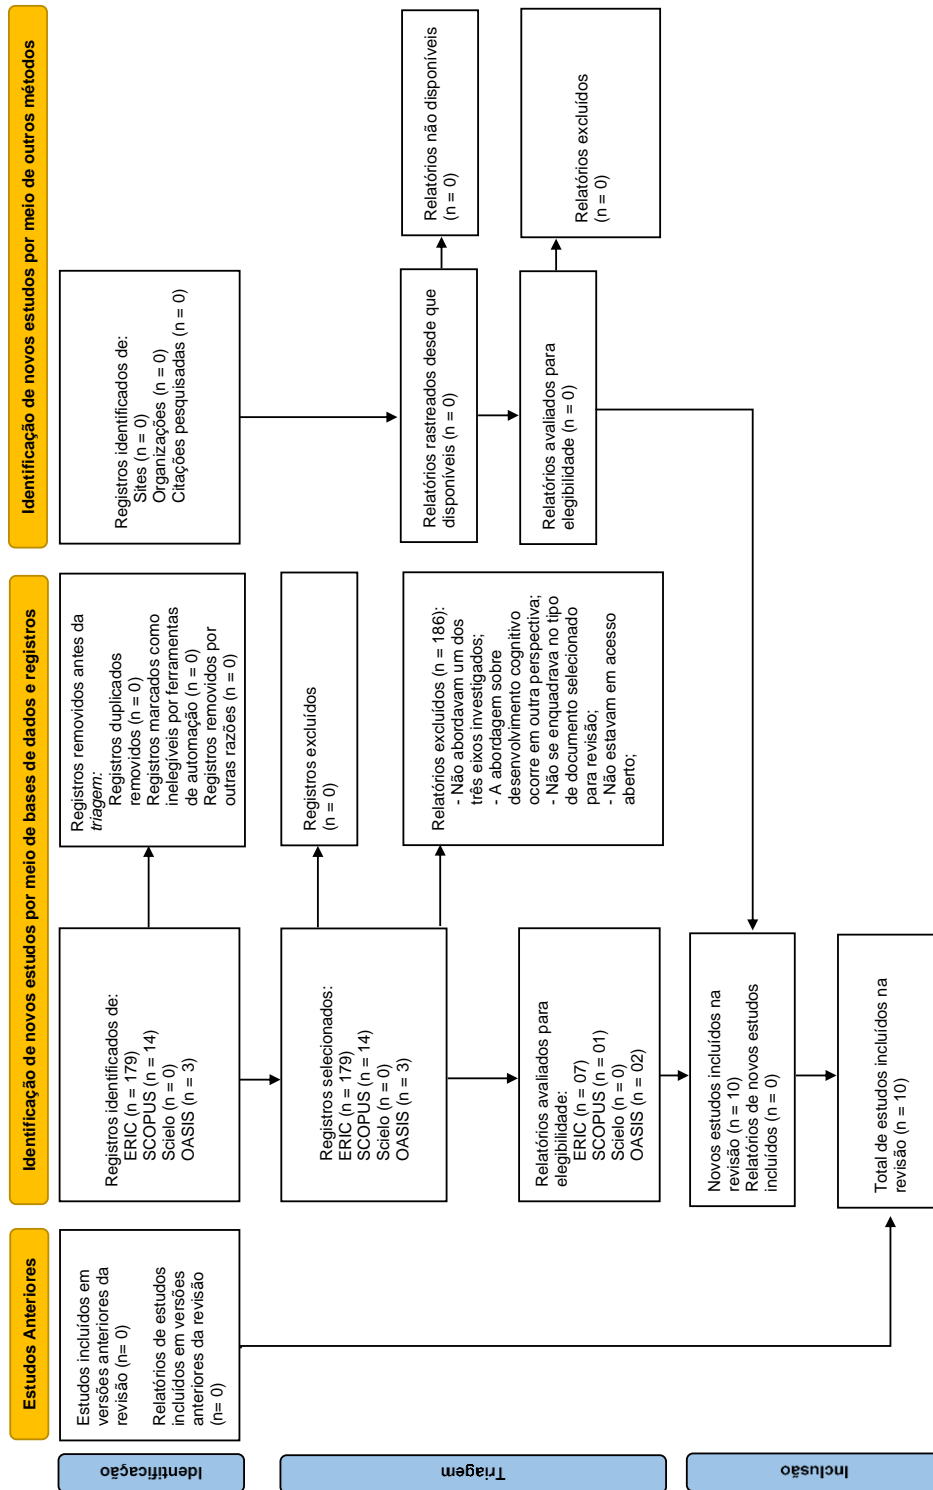 Estudos Anteriores
Identificação de novos estudos por meio de bases de dados e registros
Identificação de novos estudos por meio de outros métodos
Identificação
Estudos incluídos em
versões anteriores da
revisão (n= 0)
Relatórios de estudos
incluídos em versões
anteriores da revisão
(n= 0)
Registros identificados de:
ERIC (n = 179)
SCOPUS (n = 14)
Scielo (n = 0)
OASIS (n = 3)
Registros removidos antes da
triagem:
Registros duplicados
removidos (n = 0)
Registros marcados como
inelegíveis por ferramentas
de automação (n = 0)
Registros removidos por
outras razões (n = 0)
Registros identificados de:
Sites (n = 0)
Organizações (n = 0)
Citações pesquisadas (n = 0)
Triagem
Registros selecionados:
ERIC (n = 179)
SCOPUS (n = 14)
Scielo (n = 0)
OASIS (n = 3)
Registros excluídos
(n = 0)
Relatórios excluídos (n = 186):
- Não abordavam um dos
três eixos investigados;
- A abordagem sobre
desenvolvimento cognitivo
ocorre em outra perspectiva;
- Não se enquadrava no tipo
de documento selecionado
para revisão;
- Não estavam em acesso
aberto;
Relatórios rastreados desde que
disponíveis (n = 0)
Relatórios não disponíveis
(n = 0)
Relatórios avaliados para
elegibilidade:
ERIC (n = 07)
SCOPUS (n = 01)
Scielo (n = 0)
OASIS (n = 02)
Relatórios avaliados para
elegibilidade (n = 0)
Relatórios excluídos
(n = 0)
Inclusão
Novos estudos incluídos na
revisão (n = 10)
Relatórios de novos estudos
incluídos (n = 0)
Total de estudos incluídos na
revisão (n = 10)